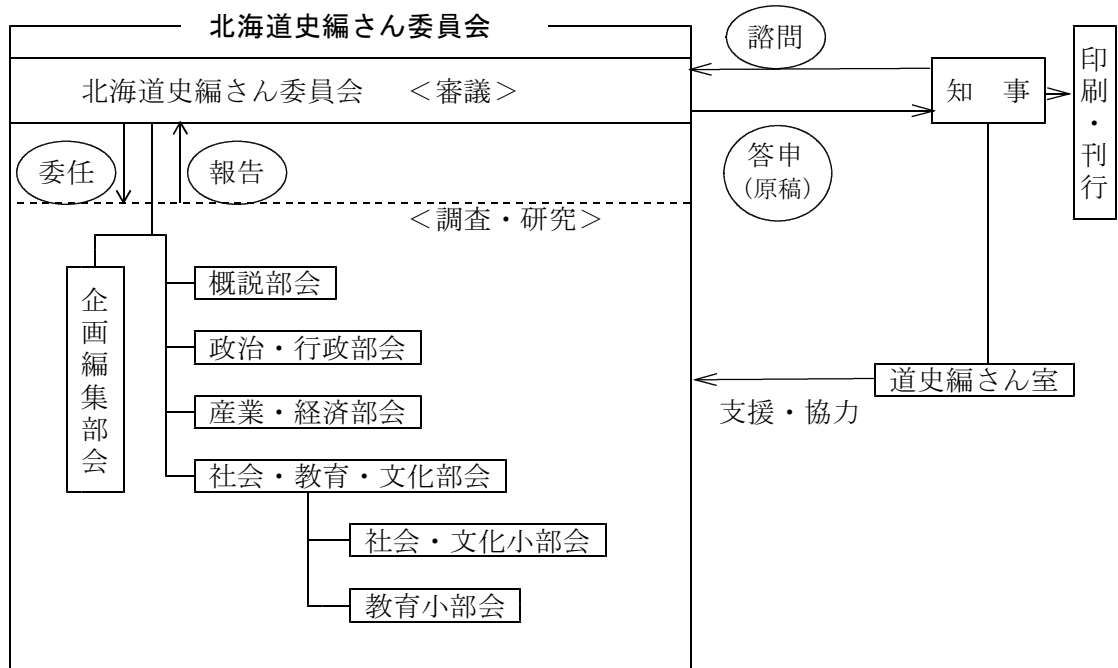 北海道史編さん委員会
諮問
北海道史編さん委員会 <審議>
知 事
印刷・刊行
委任
報告
答申
(原稿)
<調査・研究>
企画編集部会
概説部会
政治・行政部会
産業・経済部会
社会・教育・文化部会
社会・文化小部会
教育小部会
道史編さん室
支援・協力